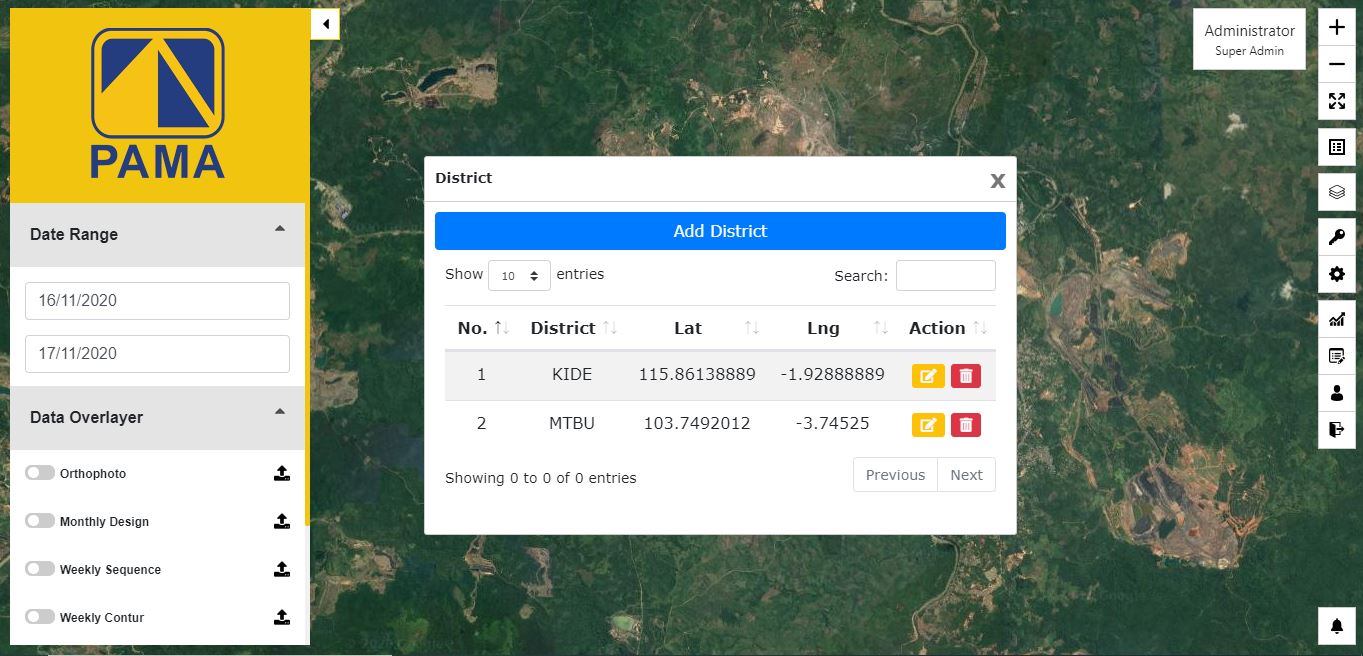 PAMA
Date Range
16/11/2020
17/11/2020
Data Overlayer
Orthophoto
Monthly Design
Weekly Sequence
Weekly Contur
District
X
Add District
Show 10 entries
Search:
No. District Lat Lng Action
1 KIDE 115.86138889 -1.92888889
2 MTBU 103.7492012 -3.74525
Showing 0 to 0 of 0 entries
Previous Next
Administrator
Super Admin